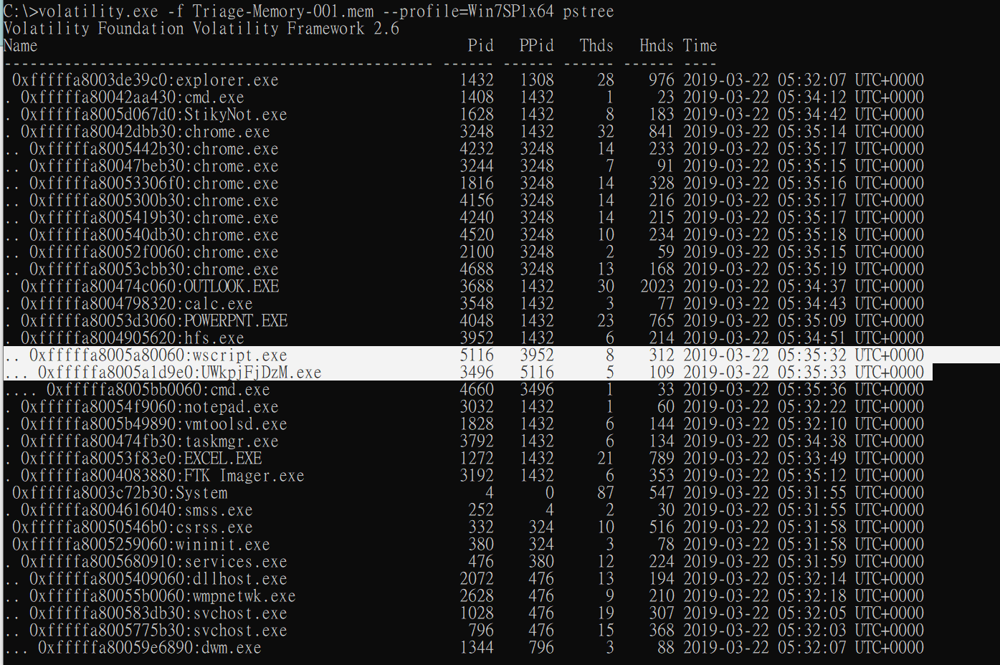 C:\>volatility.exe -f Triage-Memory-001.mem --profile=Win7SP1x64 pstree
Volatility Foundation Volatility Framework 2.6
Name                                                  Pid   PPid   Thds   Hnds Time
-------------------------------------------------- ------ ------ ------ ------ ----
 0xfffffa8003de39c0:explorer.exe                     1432   1308     28    976 2019-03-22 05:32:07 UTC+0000
. 0xfffffa80042aa430:cmd.exe                         1408   1432      1     23 2019-03-22 05:34:12 UTC+0000
. 0xfffffa8005d067d0:StikyNot.exe                    1628   1432      8    183 2019-03-22 05:34:42 UTC+0000
. 0xfffffa80042dbb30:chrome.exe                      3248   1432     32    841 2019-03-22 05:35:14 UTC+0000
.. 0xfffffa8005442b30:chrome.exe                     4232   3248     14    233 2019-03-22 05:35:17 UTC+0000
.. 0xfffffa80047beb30:chrome.exe                     3244   3248      7     91 2019-03-22 05:35:15 UTC+0000
.. 0xfffffa80053306f0:chrome.exe                     1816   3248     14    328 2019-03-22 05:35:16 UTC+0000
.. 0xfffffa8005300b30:chrome.exe                     4156   3248     14    216 2019-03-22 05:35:17 UTC+0000
.. 0xfffffa8005419b30:chrome.exe                     4240   3248     14    215 2019-03-22 05:35:17 UTC+0000
.. 0xfffffa800540db30:chrome.exe                     4520   3248     10    234 2019-03-22 05:35:18 UTC+0000
.. 0xfffffa80052f0060:chrome.exe                     2100   3248      2     59 2019-03-22 05:35:15 UTC+0000
.. 0xfffffa80053cbb30:chrome.exe                     4688   3248     13    168 2019-03-22 05:35:19 UTC+0000
. 0xfffffa800474c060:OUTLOOK.EXE                     3688   1432     30   2023 2019-03-22 05:34:37 UTC+0000
. 0xfffffa8004798320:calc.exe                        3548   1432      3     77 2019-03-22 05:34:43 UTC+0000
. 0xfffffa80053d3060:POWERPNT.EXE                    4048   1432     23    765 2019-03-22 05:35:09 UTC+0000
. 0xfffffa8004905620:hfs.exe                         3952   1432      6    214 2019-03-22 05:34:51 UTC+0000
.. 0xfffffa8005a80060:wscript.exe                    5116   3952      8    312 2019-03-22 05:35:32 UTC+0000
... 0xfffffa8005a1d9e0:UWkpjFjDzM.exe                3496   5116      5    109 2019-03-22 05:35:33 UTC+0000
.... 0xfffffa8005bb0060:cmd.exe                      4660   3496      1     33 2019-03-22 05:35:36 UTC+0000
. 0xfffffa80054f9060:notepad.exe                     3032   1432      1     60 2019-03-22 05:32:22 UTC+0000
. 0xfffffa8005b49890:vmtoolsd.exe                    1828   1432      6    144 2019-03-22 05:32:10 UTC+0000
. 0xfffffa800474fb30:taskmgr.exe                     3792   1432      6    134 2019-03-22 05:34:38 UTC+0000
. 0xfffffa80053f83e0:EXCEL.EXE                       1272   1432     21    789 2019-03-22 05:33:49 UTC+0000
. 0xfffffa8004083880:FTK Imager.exe                  3192   1432      6    353 2019-03-22 05:35:12 UTC+0000
 0xfffffa8003c72b30:System                              4      0     87    547 2019-03-22 05:31:55 UTC+0000
. 0xfffffa8004616040:smss.exe                         252      4      2     30 2019-03-22 05:31:55 UTC+0000
 0xfffffa80050546b0:csrss.exe                         332    324     10    516 2019-03-22 05:31:58 UTC+0000
 0xfffffa8005259060:wininit.exe                       380    324      3     78 2019-03-22 05:31:58 UTC+0000
. 0xfffffa8005680910:services.exe                     476    380     12    224 2019-03-22 05:31:59 UTC+0000
.. 0xfffffa8005409060:dllhost.exe                    2072    476     13    194 2019-03-22 05:32:14 UTC+0000
.. 0xfffffa80055b0060:wmpnetwk.exe                   2628    476      9    210 2019-03-22 05:32:18 UTC+0000
.. 0xfffffa800583db30:svchost.exe                    1028    476     19    307 2019-03-22 05:32:05 UTC+0000
.. 0xfffffa8005775b30:svchost.exe                     796    476     15    368 2019-03-22 05:32:03 UTC+0000
... 0xfffffa80059e6890:dwm.exe                       1344    796      3     88 2019-03-22 05:32:07 UTC+0000